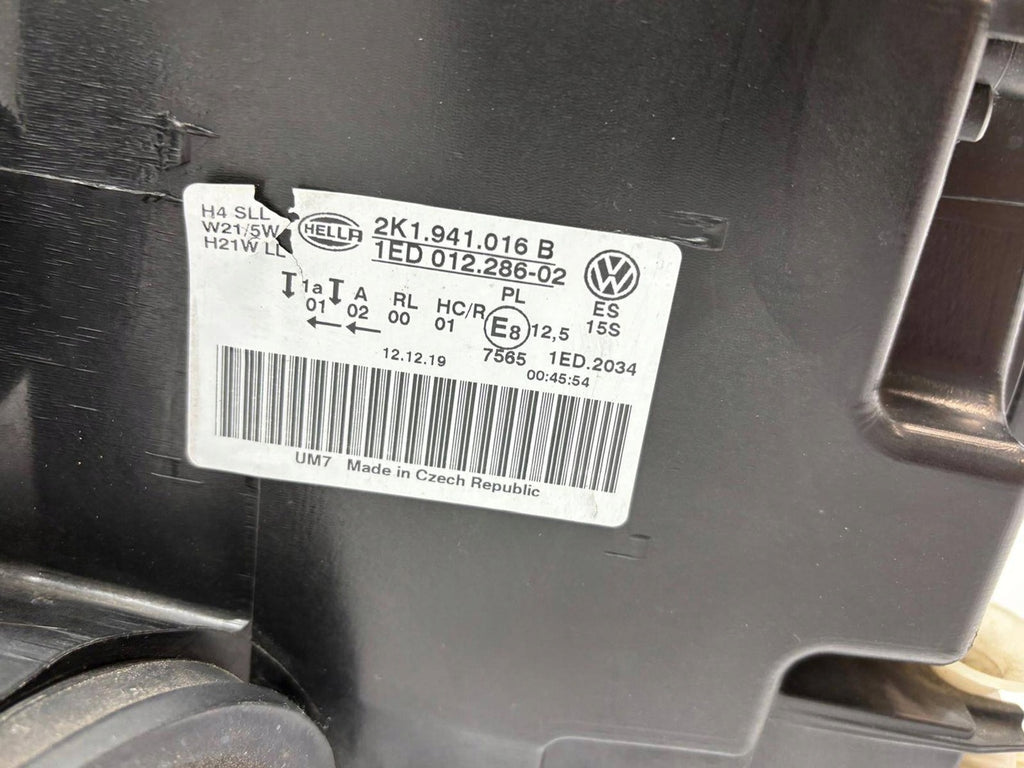 H4 SLL
W21/5W
H21W LL
HELLA
2K1.941.016 B
1ED 012.286-02
1a A RL HC/R PL ES
01 02 00 01 E8 12,5 15S
7565 1ED.2034
12.12.19 00:45:54
UM7 Made in Czech Republic